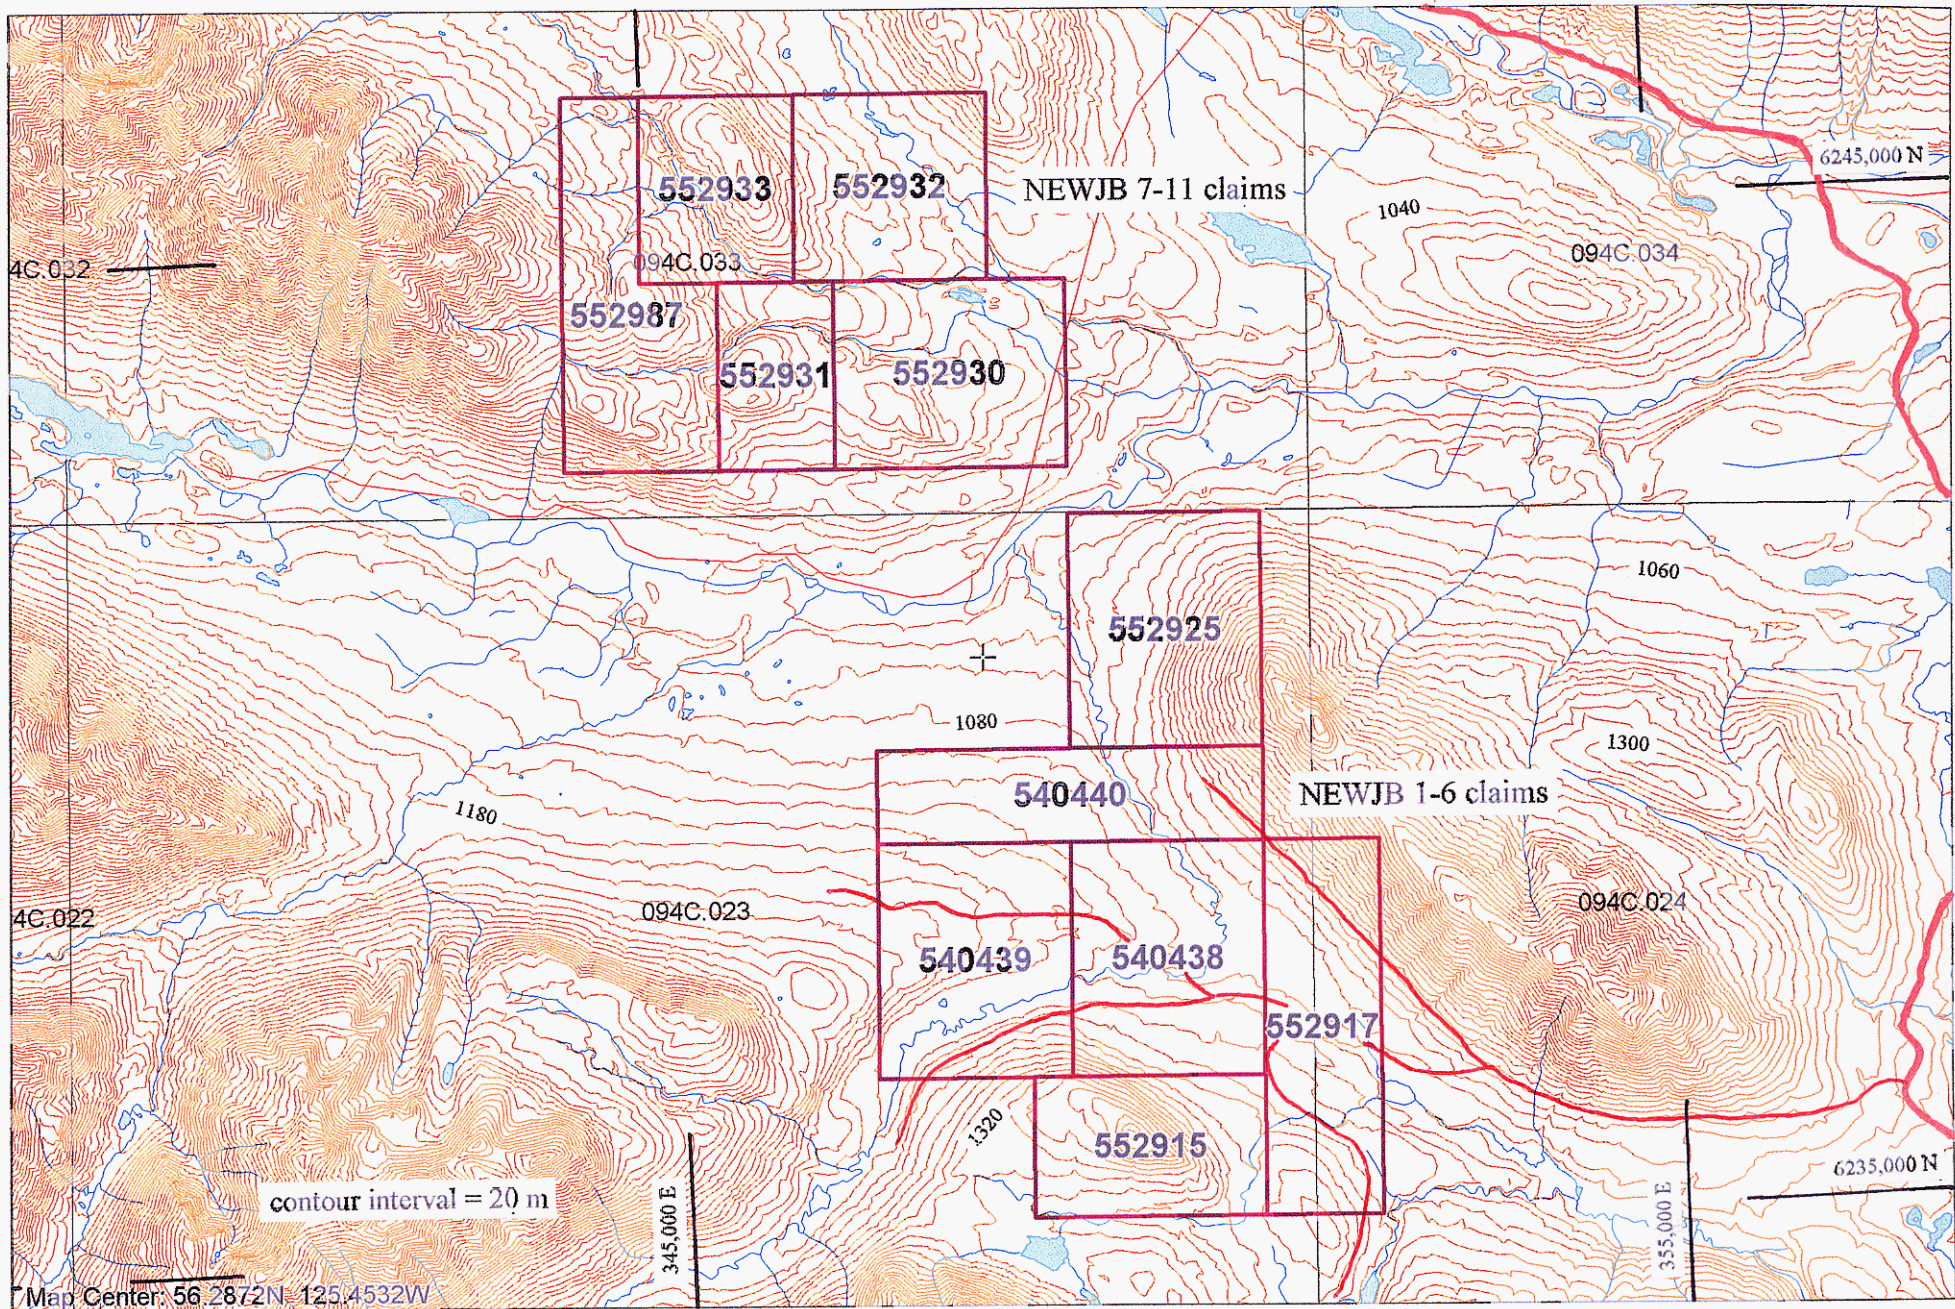 6245,000 N
552933
552932
NEWJB 7-11 claims
1040
094C.034
094C.033
4C.032
552987
552931
552930
1060
552925
1080
1300
540440
NEWJB 1-6 claims
1180
094C.023
094C.024
4C.022
540439
540438
552917
1320
552915
6235,000 N
contour interval = 20 m
345,000 E
355,000 E
Map Center: 56.2872N 125.4532W